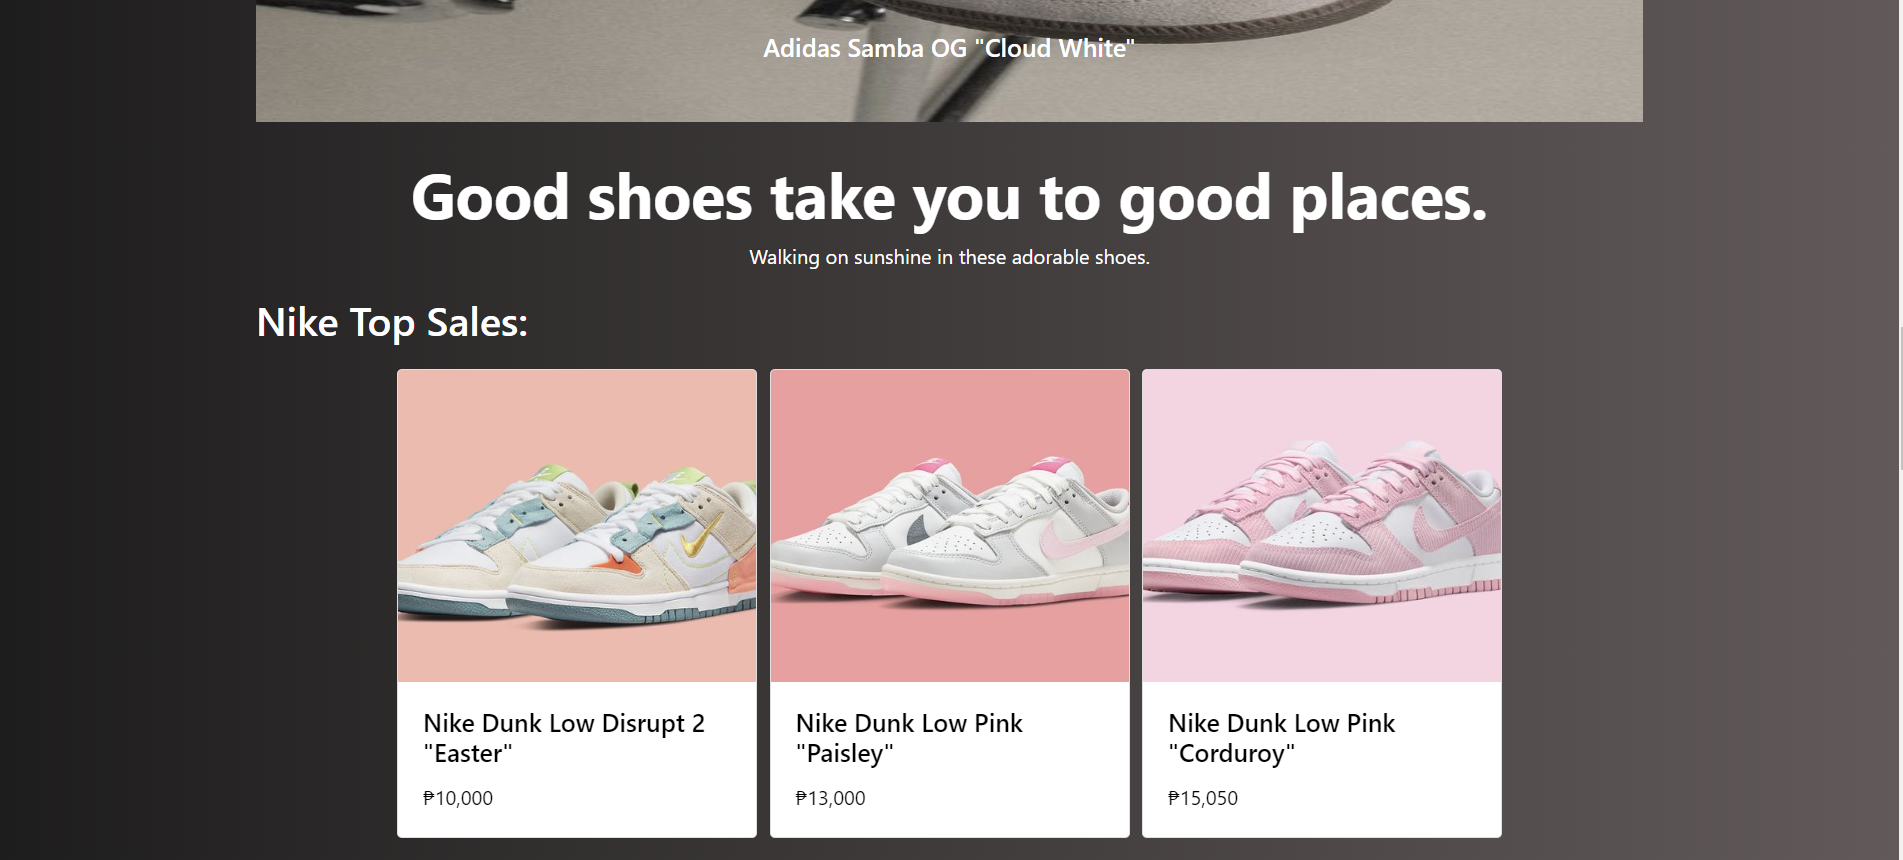 Adidas Samba OG "Cloud White"
Good shoes take you to good places.
Walking on sunshine in these adorable shoes.
Nike Top Sales:
Nike Dunk Low Disrupt 2
"Easter"
₱10,000
Nike Dunk Low Pink
"Paisley"
₱13,000
Nike Dunk Low Pink
"Corduroy"
₱15,050